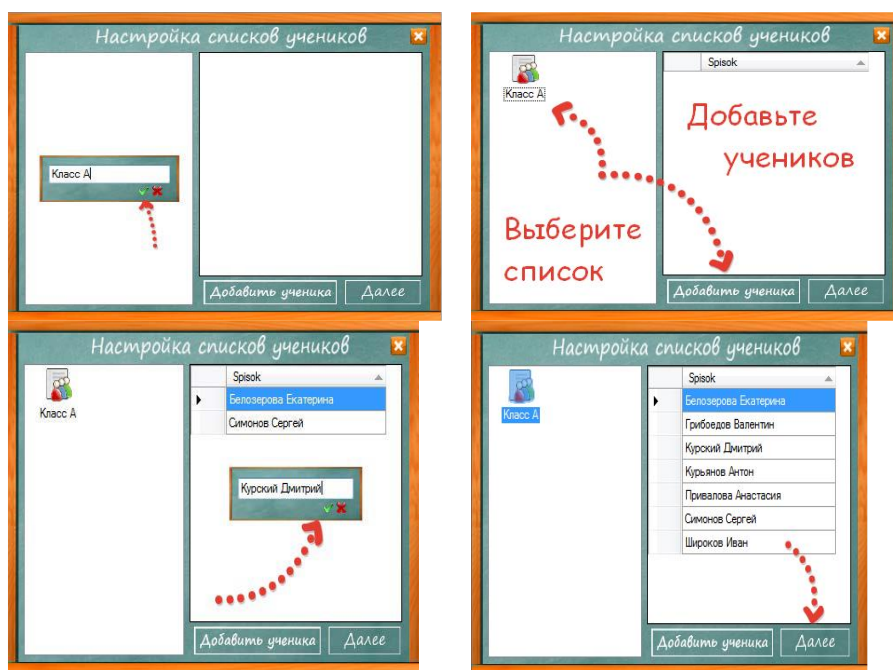 Настройка списков учеников
Класс А
Добавить ученика
Далее
Настройка списков учеников
Класс А
Spisok
Добавьте
учеников
Выберите
список
Добавить ученика
Далее
Настройка списков учеников
Класс А
Spisok
Белозерова Екатерина
Симонов Сергей
Курский Дмитрий
Добавить ученика
Далее
Настройка списков учеников
Класс А
Spisok
Белозерова Екатерина
Грибоедов Валентин
Курский Дмитрий
Курьянов Антон
Привалова Анастасия
Симонов Сергей
Широков Иван
Добавить ученика
Далее